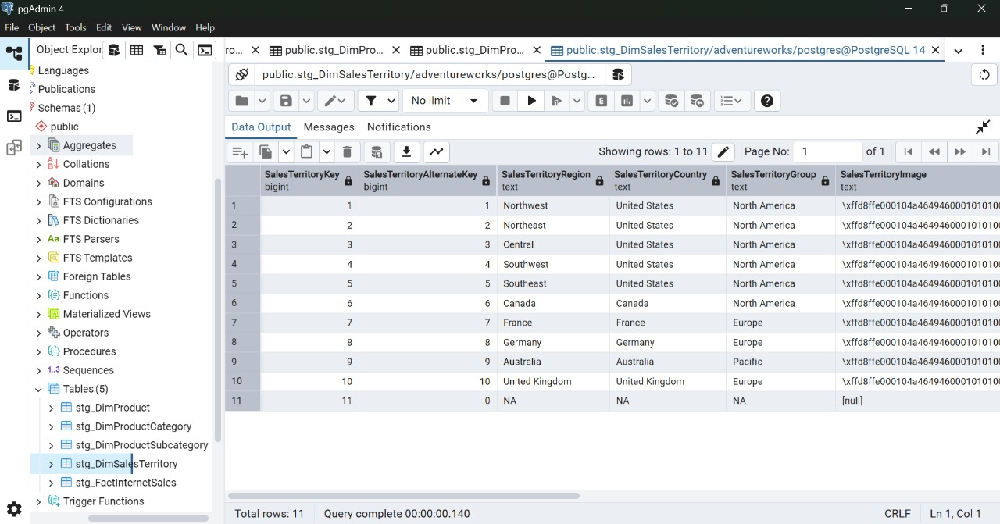 pgAdmin 4
File Object Tools Edit View Window Help
Object Explor
ro... public.stg_DimPro... public.stg_DimPro... public.stg_DimSalesTerritory/adventureworks/postgres@PostgreSQL 14
public.stg_DimSalesTerritory/adventureworks/postgres@Postg...
No limit
E
Data Output Messages Notifications
Showing rows: 1 to 11 Page No: 1 of 1
Languages
Publications
Schemas (1)
public
Aggregates
Collations
Domains
FTS Configurations
FTS Dictionaries
Aa FTS Parsers
FTS Templates
Foreign Tables
Functions
Materialized Views
Operators
Procedures
1..3 Sequences
Tables (5)
stg_DimProduct
stg_DimProductCategory
stg_DimProductSubcategory
stg_DimSalesTerritory
stg_FactInternetSales
Trigger Functions
SalesTerritoryKey SalesTerritoryAlternateKey SalesTerritoryRegion SalesTerritoryCountry SalesTerritoryGroup SalesTerritoryImage
bigint bigint text text text text
1 1 1 Northwest United States North America \xffd8ffe000104a4649460001010100
2 2 2 Northeast United States North America \xffd8ffe000104a4649460001010100
3 3 3 Central United States North America \xffd8ffe000104a4649460001010100
4 4 4 Southwest United States North America \xffd8ffe000104a4649460001010100
5 5 5 Southeast United States North America \xffd8ffe000104a4649460001010100
6 6 6 Canada Canada North America \xffd8ffe000104a4649460001010100
7 7 7 France France Europe \xffd8ffe000104a4649460001010100
8 8 8 Germany Germany Europe \xffd8ffe000104a4649460001010100
9 9 9 Australia Australia Pacific \xffd8ffe000104a4649460001010100
10 10 10 United Kingdom United Kingdom Europe \xffd8ffe000104a4649460001010100
11 11 0 NA NA NA [null]
Total rows: 11 Query complete 00:00:00.140 CRLF Ln 1, Col 1